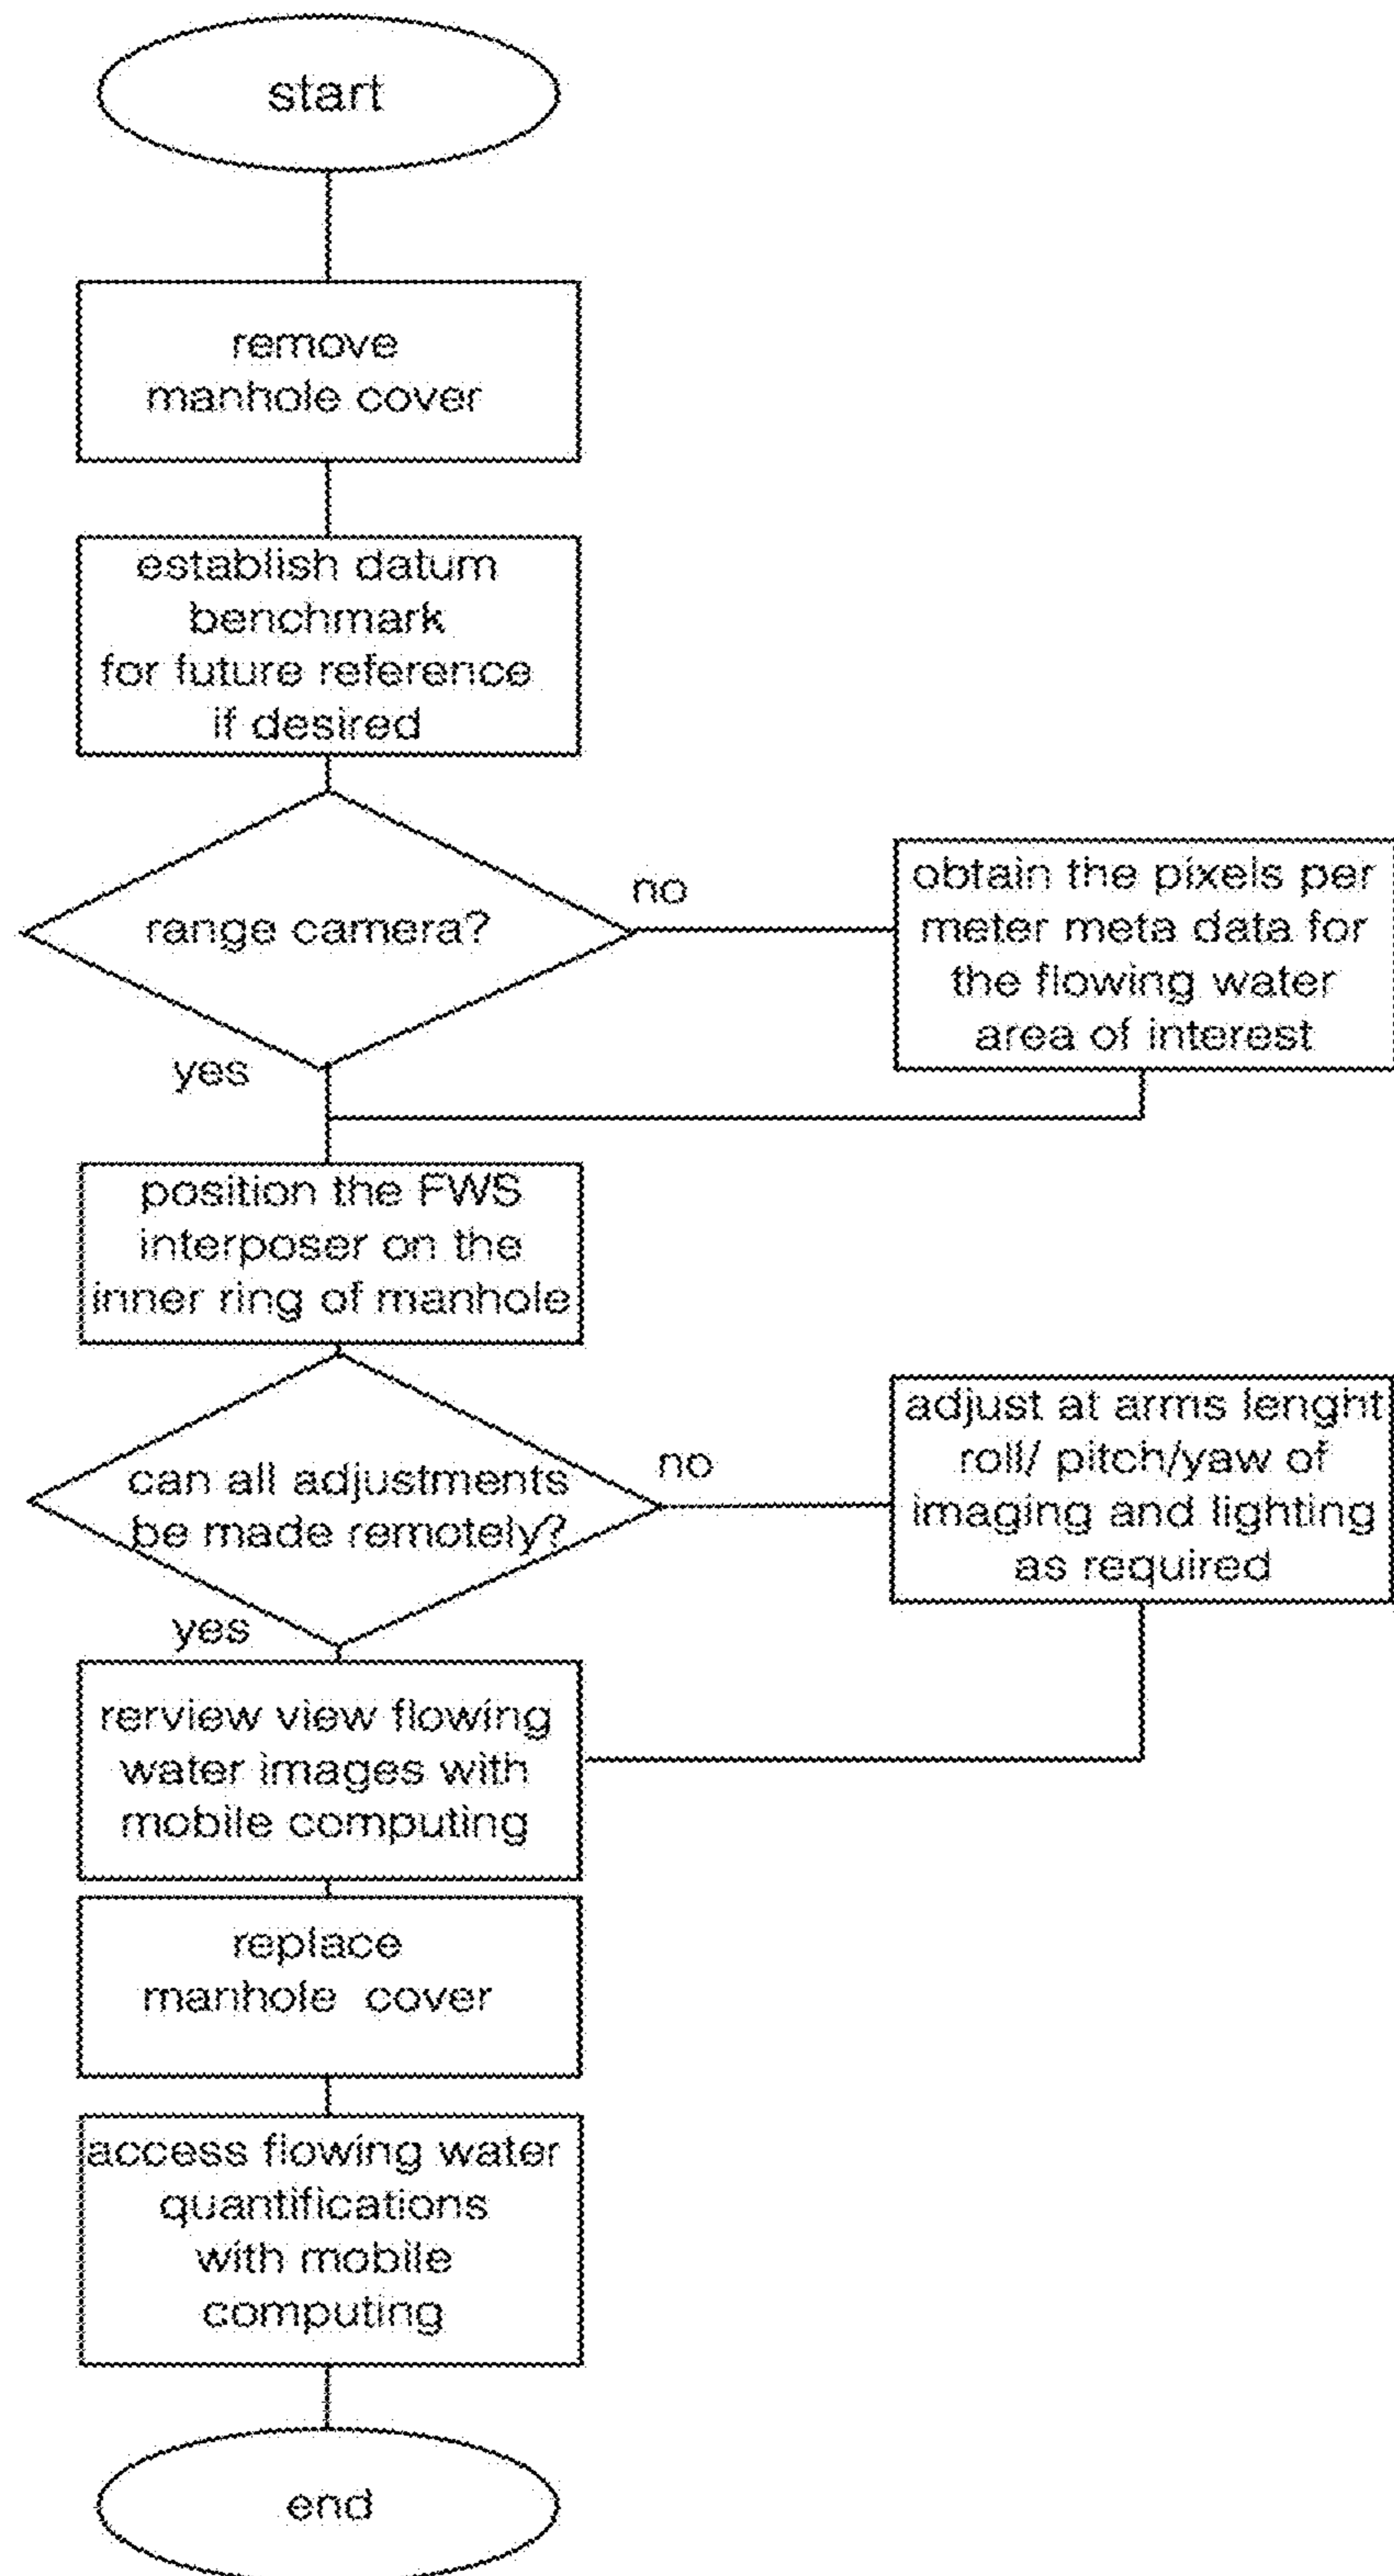 start
remove
manhole cover
establish datum
benchmark
for future reference
if desired
range camera?
no
obtain the pixels per
meter meta data for
the flowing water
area of interest
yes
position the FWS
interposer on the
inner ring of manhole
can all adjustments
be made remotely?
no
adjust at arms lenght
roll/ pitch/yaw of
imaging and lighting
as required
yes
rerview view flowing
water images with
mobile computing
replace
manhole  cover
access flowing water
quantifications
with mobile
computing
end